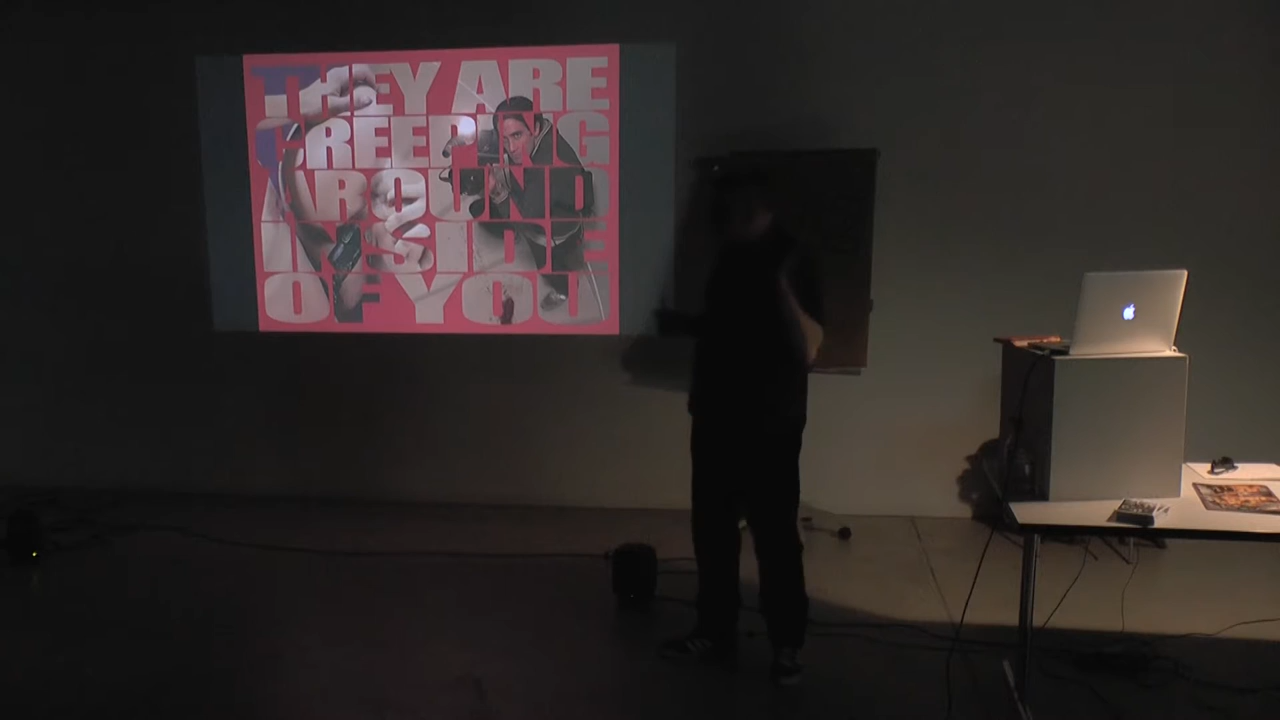 THEY ARE
CREEPING
AROUND
INSIDE
OF YOU